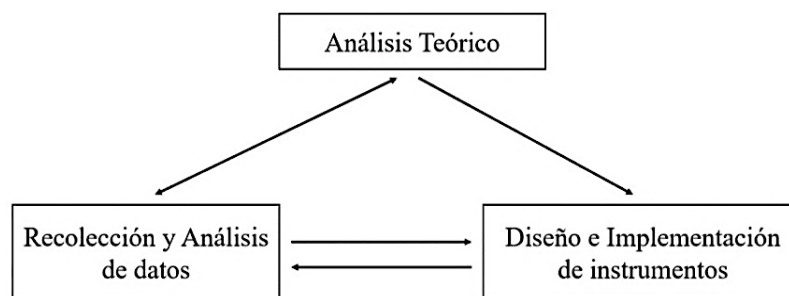 Análisis Teórico
Recolección y Análisis
de datos
Diseño e Implementación
de instrumentos